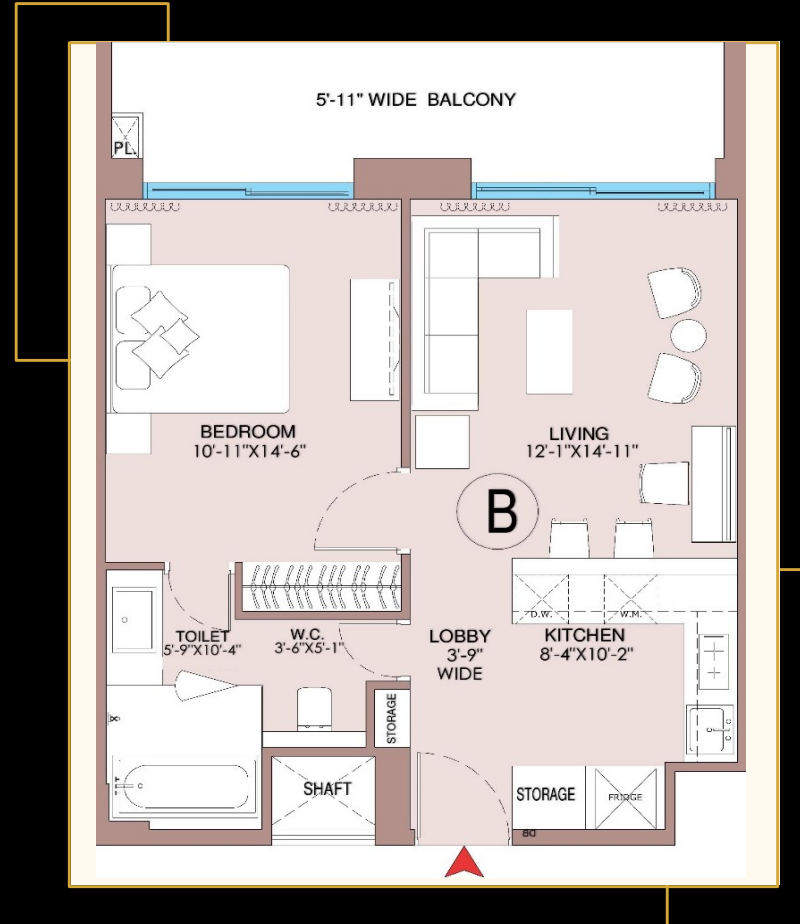 5'-11" WIDE BALCONY
PL.
BEDROOM
10'-11"X14'-6"
LIVING
12'-1"X14'-11"
B
D.W.
W.M.
TOILET
5'-9"X10'-4"
W.C.
3'-6"X5'-1"
LOBBY
3'-9"
WIDE
KITCHEN
8'-4"X10'-2"
STORAGE
SHAFT
STORAGE
FRIDGE
DB